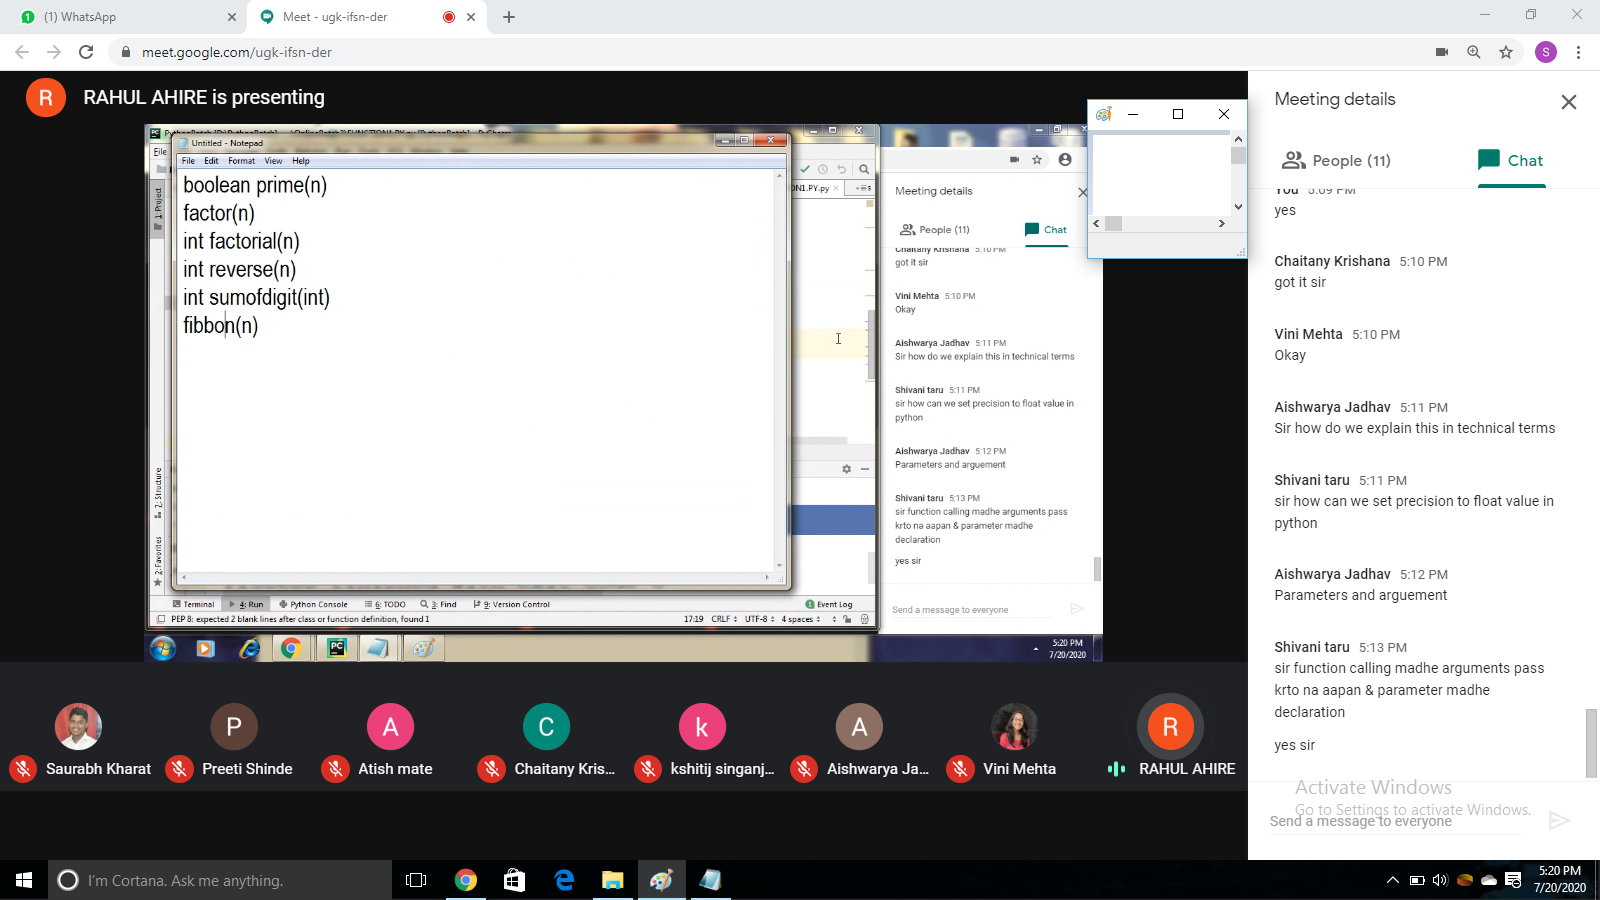 (1) WhatsApp
Meet - ugk-ifsn-der
meet.google.com/ugk-ifsn-der
S
R
RAHUL AHIRE is presenting
Untitled - Notepad
File Edit Format View Help
boolean prime(n)
factor(n)
int factorial(n)
int reverse(n)
int sumofdigit(int)
fibbon(n)
File
1: Project
7: Structure
2: Favorites
ON1.PY.py
Terminal
4: Run
Python Console
6: TODO
3: Find
9: Version Control
1 Event Log
PEP 8: expected 2 blank lines after class or function definition, found 1
17:19 CRLF UTF-8 4 spaces
PC
5:20 PM
7/20/2020
Meeting details
People (11)
Chat
Chaitany Krishana 5:10 PM
got it sir
Vini Mehta 5:10 PM
Okay
Aishwarya Jadhav 5:11 PM
Sir how do we explain this in technical terms
Shivani taru 5:11 PM
sir how can we set precision to float value in
python
Aishwarya Jadhav 5:12 PM
Parameters and arguement
Shivani taru 5:13 PM
sir function calling madhe arguments pass
krto na aapan & parameter madhe
declaration
yes sir
Send a message to everyone
P
A
C
k
A
R
Saurabh Kharat
Preeti Shinde
Atish mate
Chaitany Kris...
kshitij singanj...
Aishwarya Ja...
Vini Mehta
RAHUL AHIRE
Meeting details
People (11)
Chat
You 5:09 PM
yes
Chaitany Krishana 5:10 PM
got it sir
Vini Mehta 5:10 PM
Okay
Aishwarya Jadhav 5:11 PM
Sir how do we explain this in technical terms
Shivani taru 5:11 PM
sir how can we set precision to float value in
python
Aishwarya Jadhav 5:12 PM
Parameters and arguement
Shivani taru 5:13 PM
sir function calling madhe arguments pass
krto na aapan & parameter madhe
declaration
yes sir
Activate Windows
Go to Settings to activate Windows.
Send a message to everyone
I'm Cortana. Ask me anything.
5:20 PM
7/20/2020